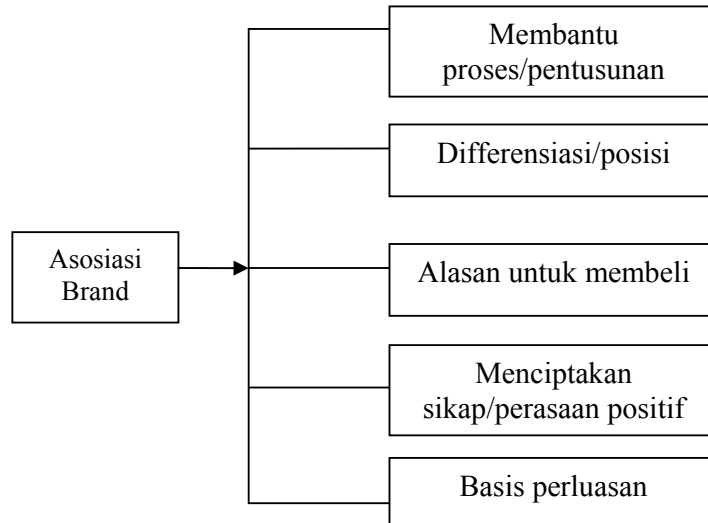 Membantu
proses/pentusunan
Differensiasi/posisi
Asosiasi
Brand
Alasan untuk membeli
Menciptakan
sikap/perasaan positif
Basis perluasan